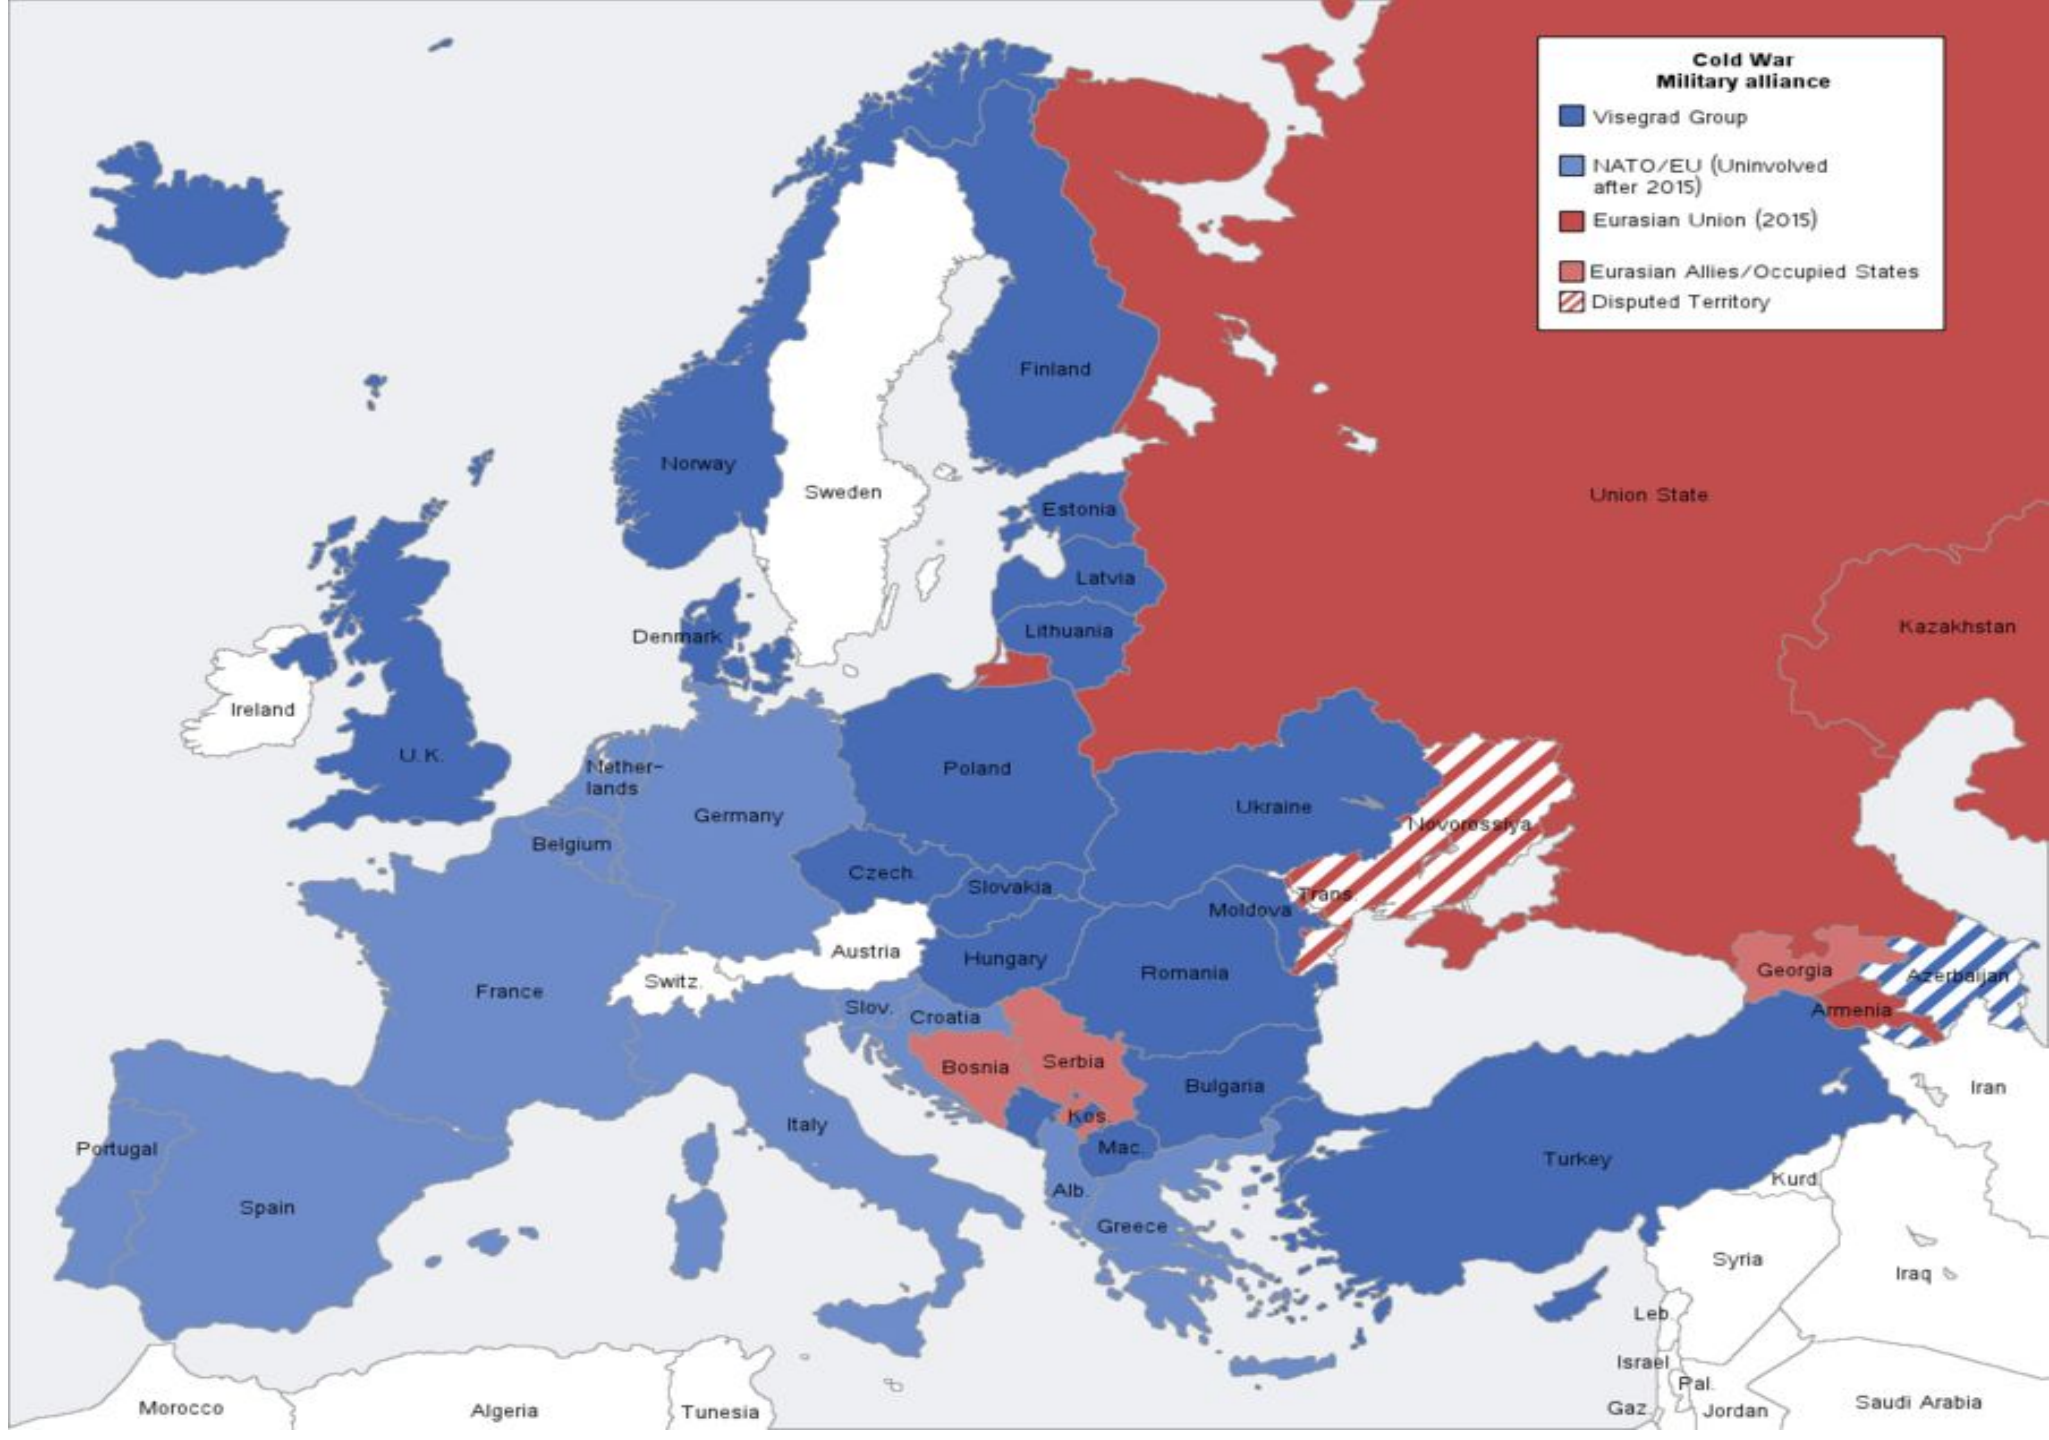 Cold War
Military alliance
Visegrad Group
NATO/EU (Uninvolved
after 2015)
Eurasian Union (2015)
Eurasian Allies/Occupied States
Disputed Territory
Finland
Norway
Sweden
Union State
Estonia
Latvia
Kazakhstan
Lithuania
Denmark
Ireland
U.K.
Nether-
lands
Poland
Ukraine
Germany
Novorossiya
Belgium
Czech.
Slovakia
Trans.
Moldova
Austria
Hungary
Romania
Georgia
Azerbaijan
Switz.
France
Slov.
Croatia
Armenia
Bosnia
Serbia
Bulgaria
Iran
Kos.
Italy
Portugal
Mac.
Turkey
Kurd.
Alb.
Spain
Greece
Syria
Iraq
Leb.
Israel
Pal.
Saudi Arabia
Morocco
Algeria
Tunesia
Gaz.
Jordan